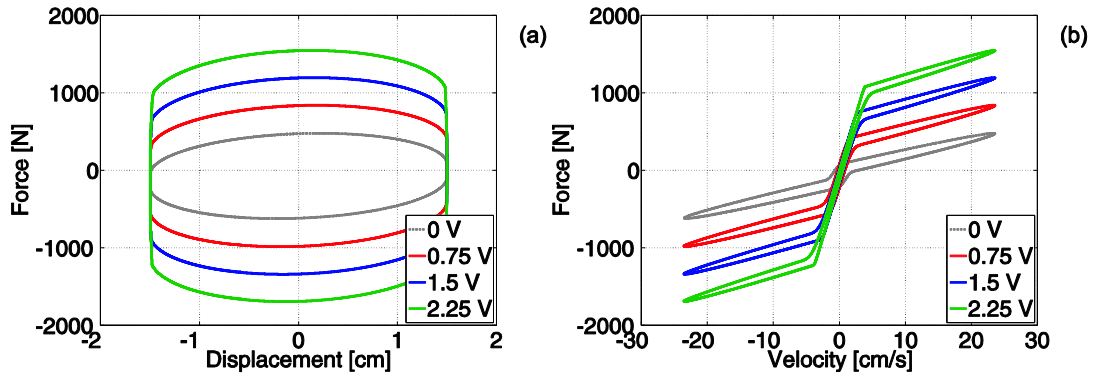 2000
1000
0
-1000
-2000
Force [N]
-2
-1
0
1
2
Displacement [cm]
(a)
0 V
0.75 V
1.5 V
2.25 V
2000
1000
0
-1000
-2000
Force [N]
-30
-20
-10
0
10
20
30
Velocity [cm/s]
(b)
0 V
0.75 V
1.5 V
2.25 V